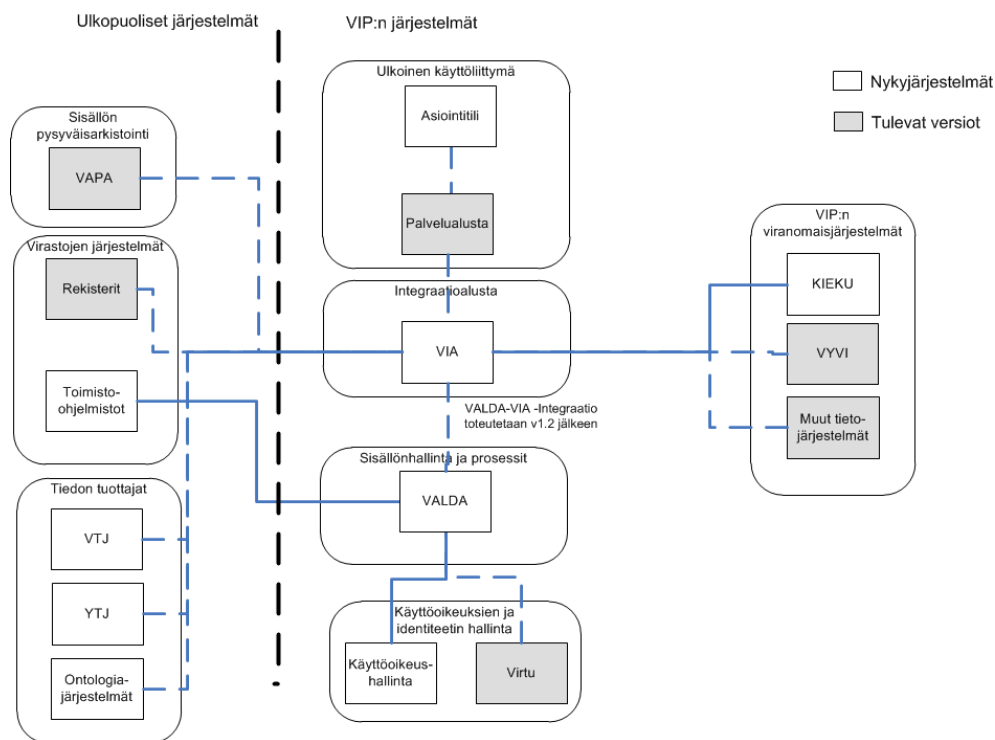 Ulkopuoliset järjestelmät
VIP:n järjestelmät
Nykyjärjestelmät
Tulevat versiot
Sisällön
pysyväisarkistointi
VAPA
Virastojen järjestelmät
Rekisterit
Toimisto-
ohjelmistot
Tiedon tuottajat
VTJ
YTJ
Ontologia-
järjestelmät
Ulkoinen käyttöliittymä
Asiointitili
Palvelualusta
Integraatioalusta
VIA
VALDA-VIA -Integraatio
toteutetaan v1.2 jälkeen
Sisällönhallinta ja prosessit
VALDA
Käyttöoikeuksien ja
identiteetin hallinta
Käyttöoikeus-
hallinta
Virtu
VIP:n
viranomaisjärjestelmät
KIEKU
VYVI
Muut tieto-
järjestelmät